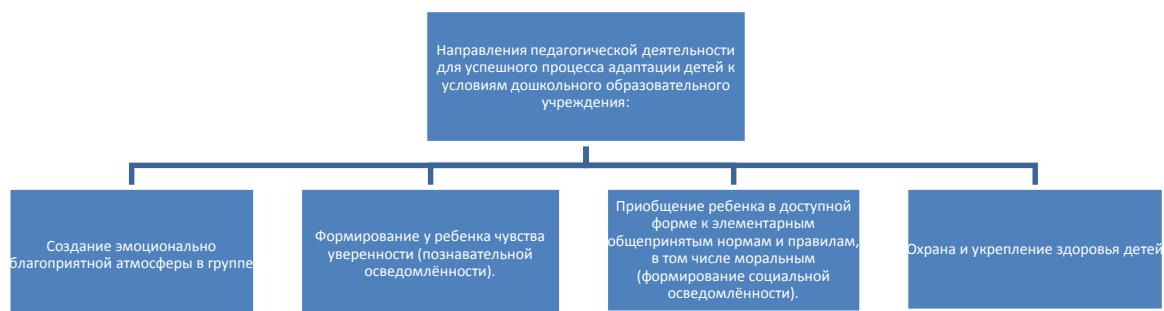 Направления педагогической деятельности
для успешного процесса адаптации детей к
условиям дошкольного образовательного
учреждения:
Создание эмоционально
благоприятной атмосферы в группе
Формирование у ребенка чувства
уверенности (познавательной
осведомлённости).
Приобщение ребенка в доступной
форме к элементарным
общепринятым нормам и правилам,
в том числе моральным
(формирование социальной
осведомлённости).
Охрана и укрепление здоровья детей